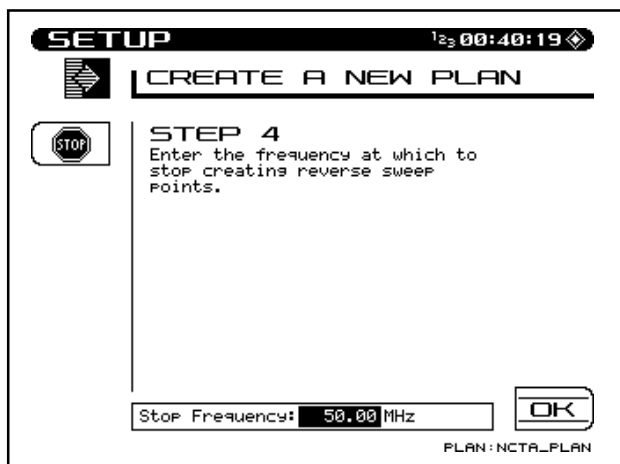 SETUP 123 00:40:19
CREATE A NEW PLAN
STOP
STEP 4
Enter the frequency at which to
stop creating reverse sweep
points.
Stop Frequency: 50.00 MHz
OK
PLAN:NCTA_PLAN